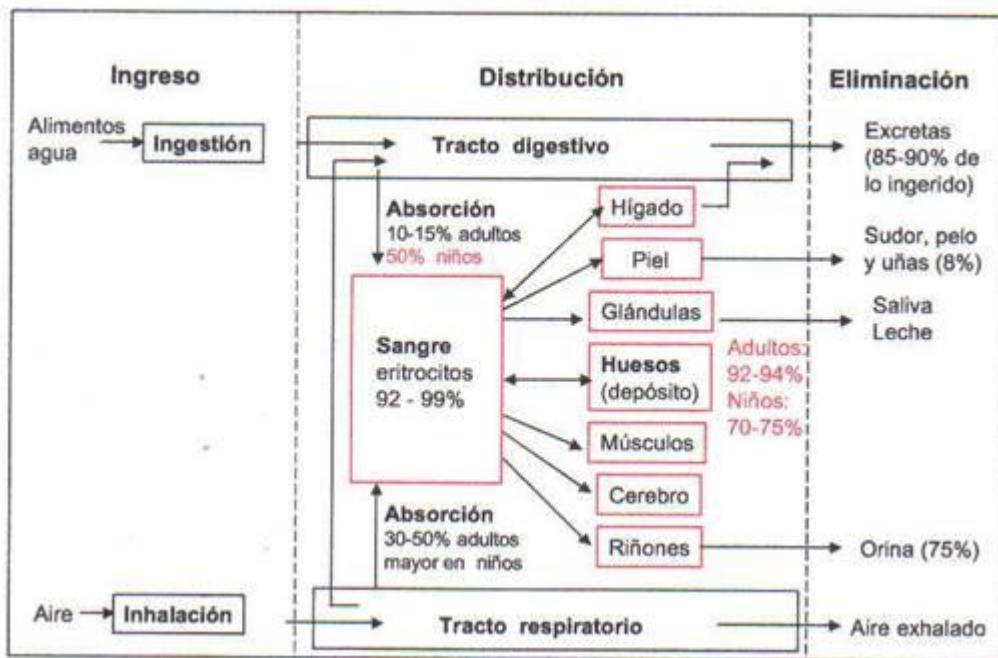 Ingreso
Distribución
Eliminación
Alimentos
agua
Ingestión
Tracto digestivo
Excretas
(85-90% de
lo ingerido)
Absorción
10-15% adultos
50% niños
Hígado
Piel
Sudor, pelo
y uñas (8%)
Glándulas
Saliva
Leche
Sangre
eritrocitos
92 - 99%
Huesos
(depósito)
Adultos:
92-94%
Niños:
70-75%
Músculos
Cerebro
Absorción
30-50% adultos
mayor en niños
Riñones
Orina (75%)
Aire
Inhalación
Tracto respiratorio
Aire exhalado